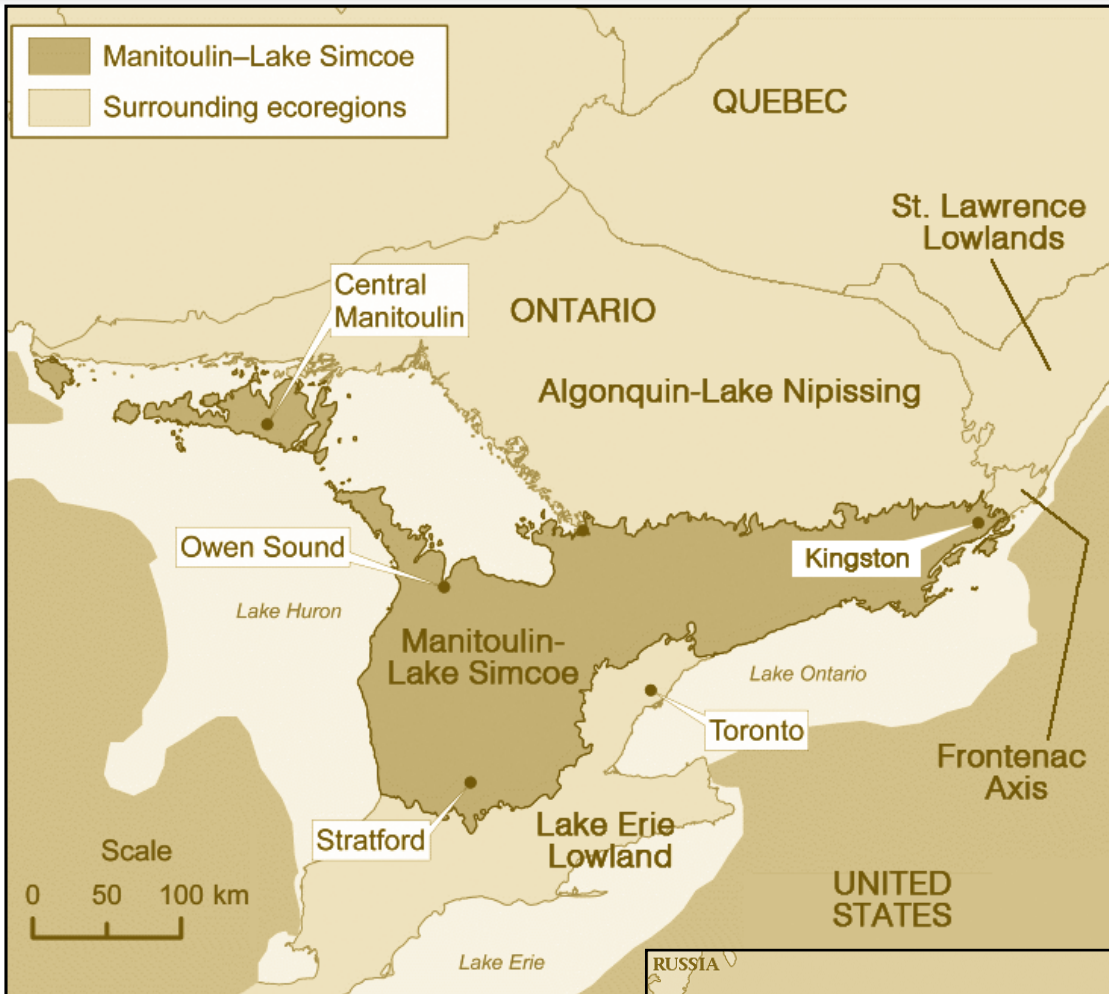 Manitoulin–Lake Simcoe
Surrounding ecoregions
QUEBEC
St. Lawrence
Lowlands
Central
Manitoulin
ONTARIO
Algonquin-Lake Nipissing
Owen Sound
Kingston
Lake Huron
Manitoulin-
Lake Simcoe
Lake Ontario
Toronto
Frontenac
Axis
Stratford
Lake Erie
Lowland
Scale
0 50 100 km
UNITED
STATES
Lake Erie
RUSSIA